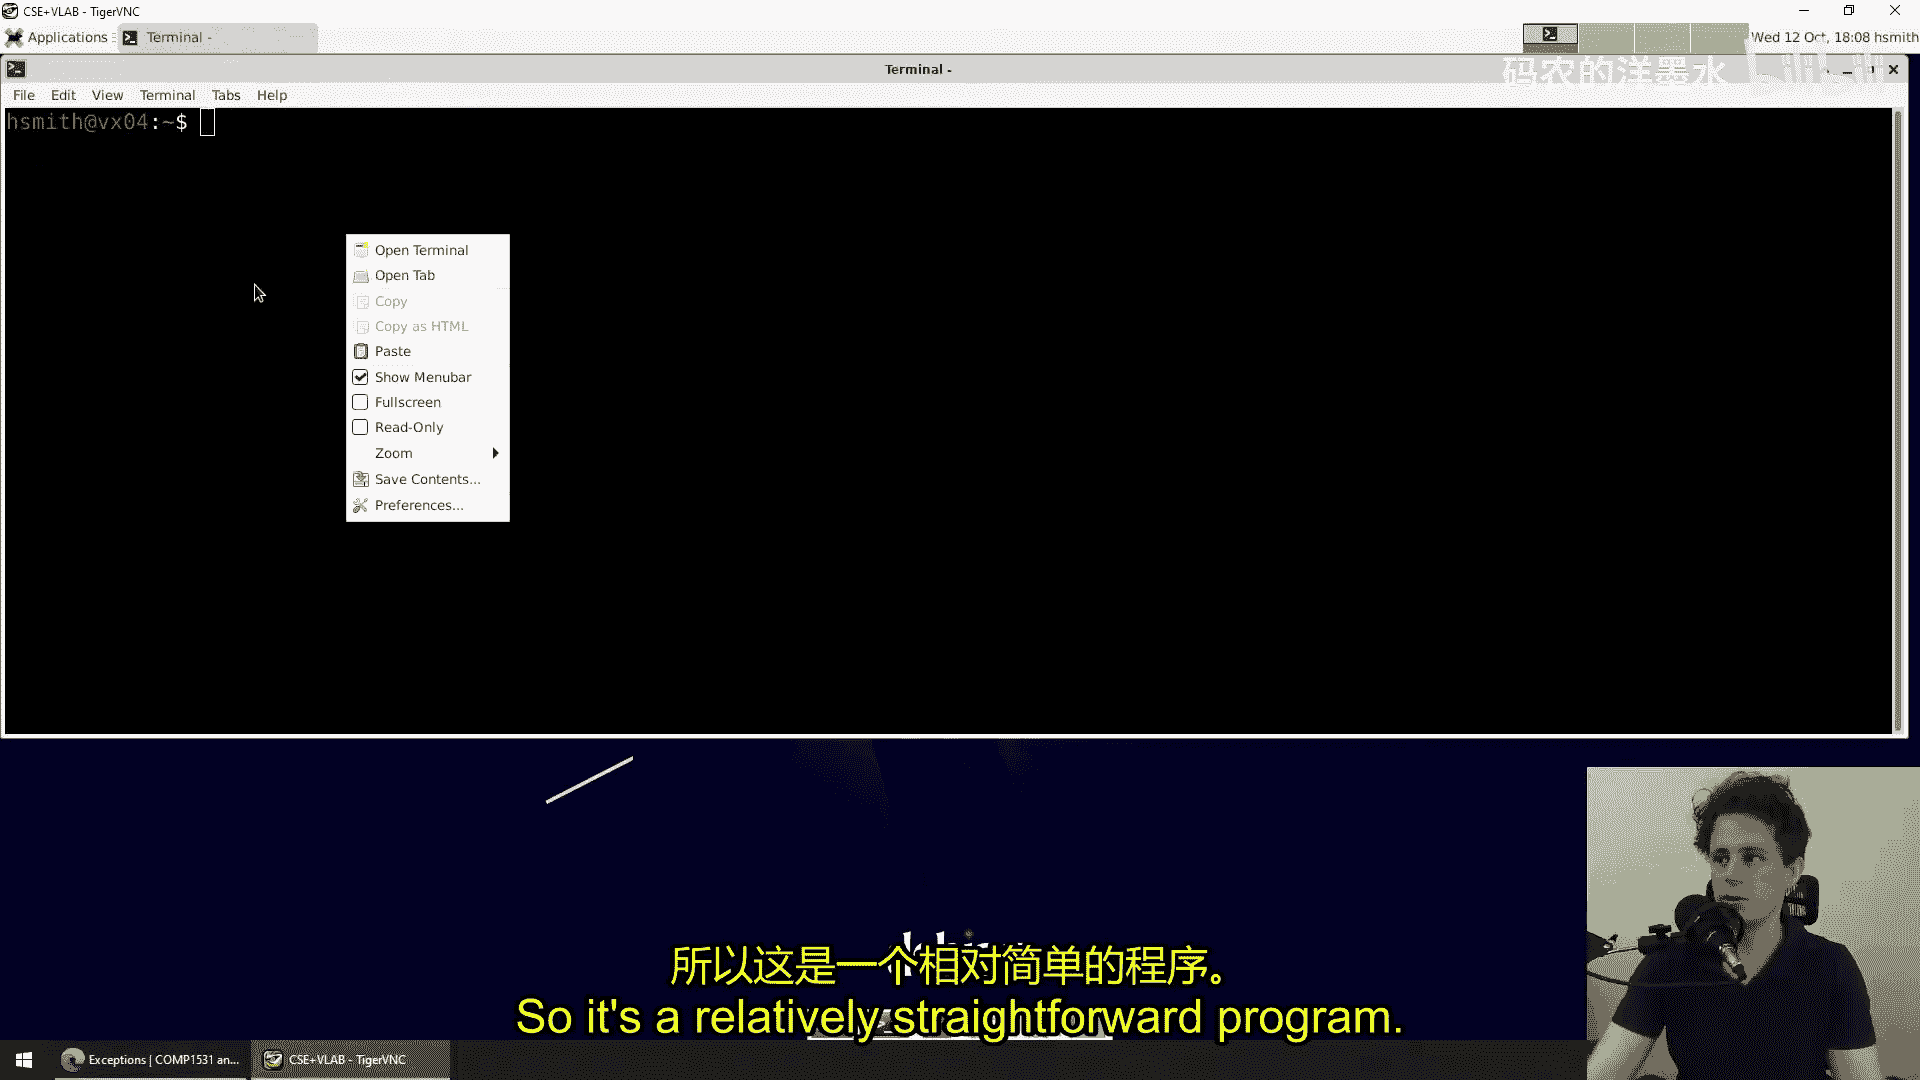 CSE+VLAB - TigerVNC
Applications
Terminal -
Wed 12 Oct, 18:08 hsmith
Terminal -
码农的洋墨水 bilibili
File Edit View Terminal Tabs Help
hsmith@vx04:~$
Open Terminal
Open Tab
Copy
Copy as HTML
Paste
Show Menubar
Fullscreen
Read-Only
Zoom
Save Contents...
Preferences...
所以这是一个相对简单的程序。
So it's a relatively straightforward program.
Exceptions | COMP1531 an...
CSE+VLAB - TigerVNC